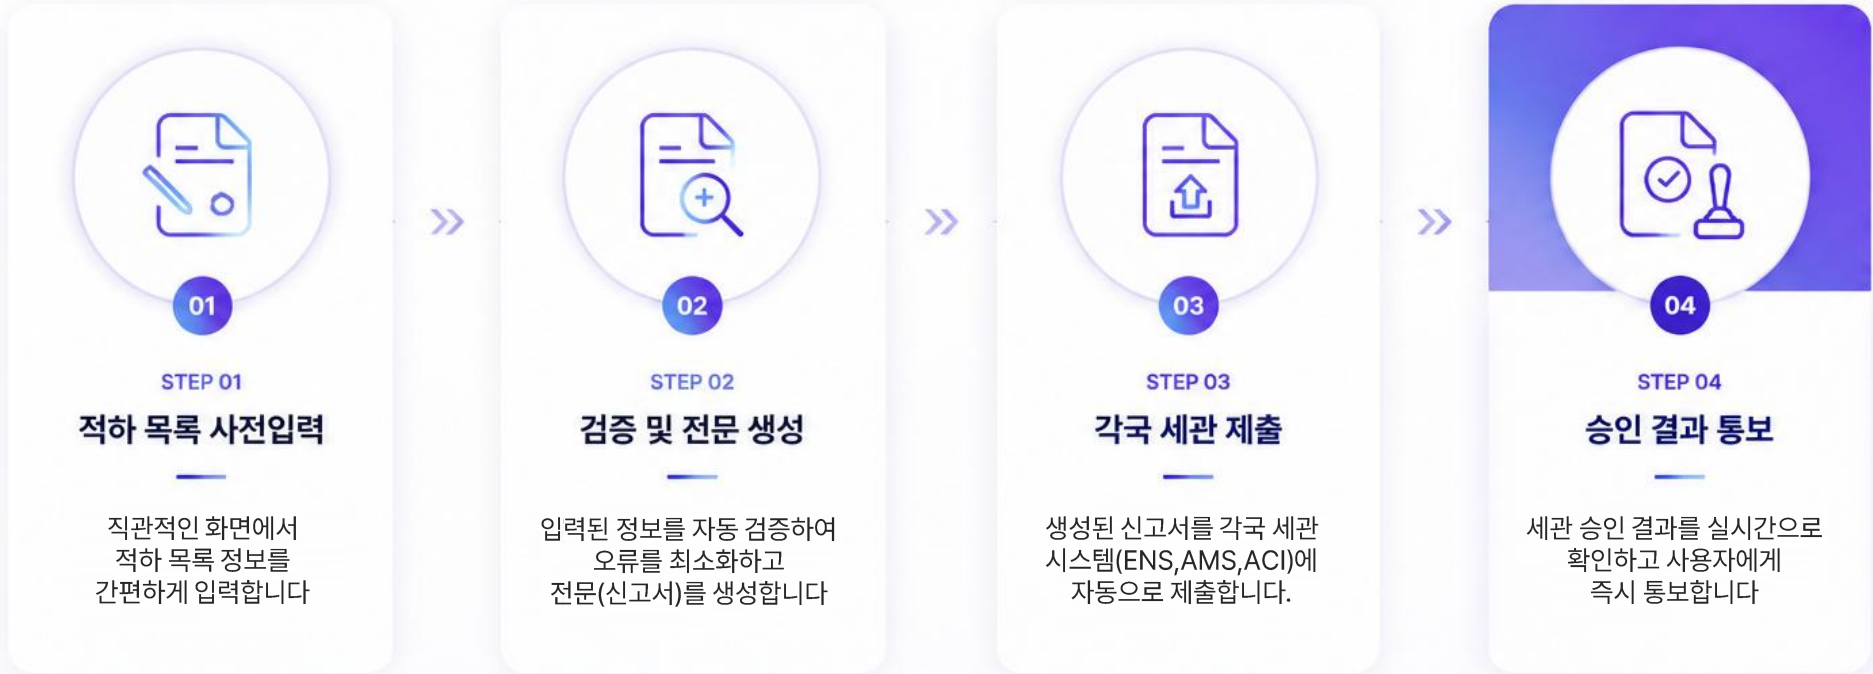 01
STEP 01
적하 목록 사전입력
직관적인 화면에서
적하 목록 정보를
간편하게 입력합니다
02
STEP 02
검증 및 전문 생성
입력된 정보를 자동 검증하여
오류를 최소화하고
전문(신고서)를 생성합니다
03
STEP 03
각국 세관 제출
생성된 신고서를 각국 세관
시스템(ENS,AMS,ACI)에
자동으로 제출합니다.
04
STEP 04
승인 결과 통보
세관 승인 결과를 실시간으로
확인하고 사용자에게
즉시 통보합니다